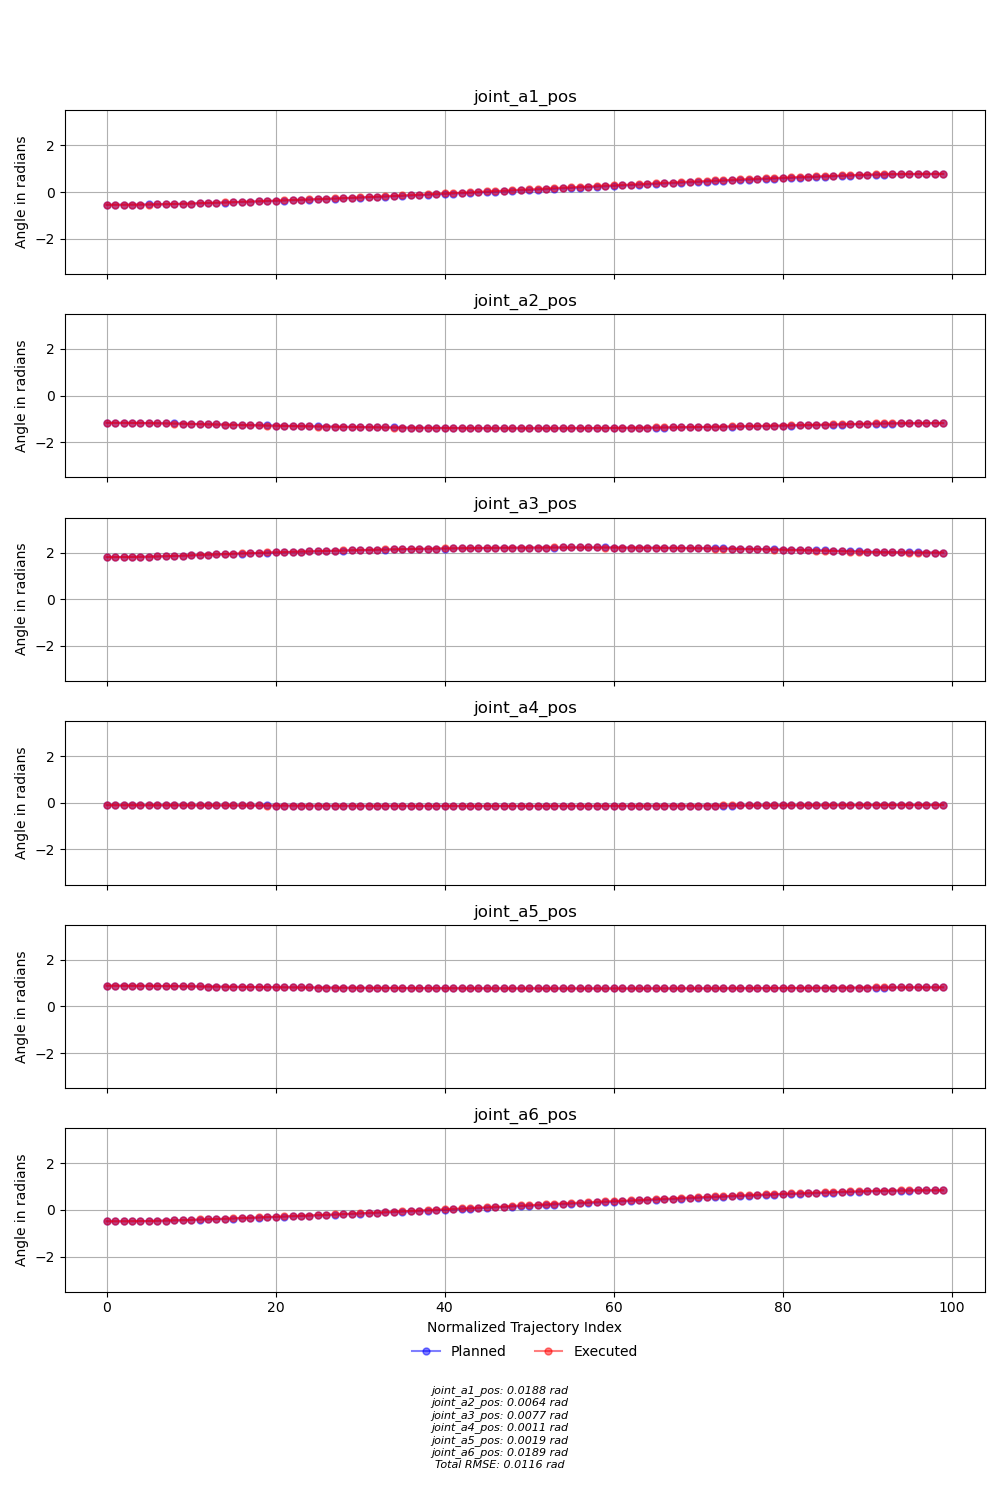 joint_a1_pos
Angle in radians
2
0
−2
joint_a2_pos
Angle in radians
2
0
−2
joint_a3_pos
Angle in radians
2
0
−2
joint_a4_pos
Angle in radians
2
0
−2
joint_a5_pos
Angle in radians
2
0
−2
joint_a6_pos
Angle in radians
2
0
−2
0 20 40 60 80 100
Normalized Trajectory Index
Planned Executed
joint_a1_pos: 0.0188 rad
joint_a2_pos: 0.0064 rad
joint_a3_pos: 0.0077 rad
joint_a4_pos: 0.0011 rad
joint_a5_pos: 0.0019 rad
joint_a6_pos: 0.0189 rad
Total RMSE: 0.0116 rad